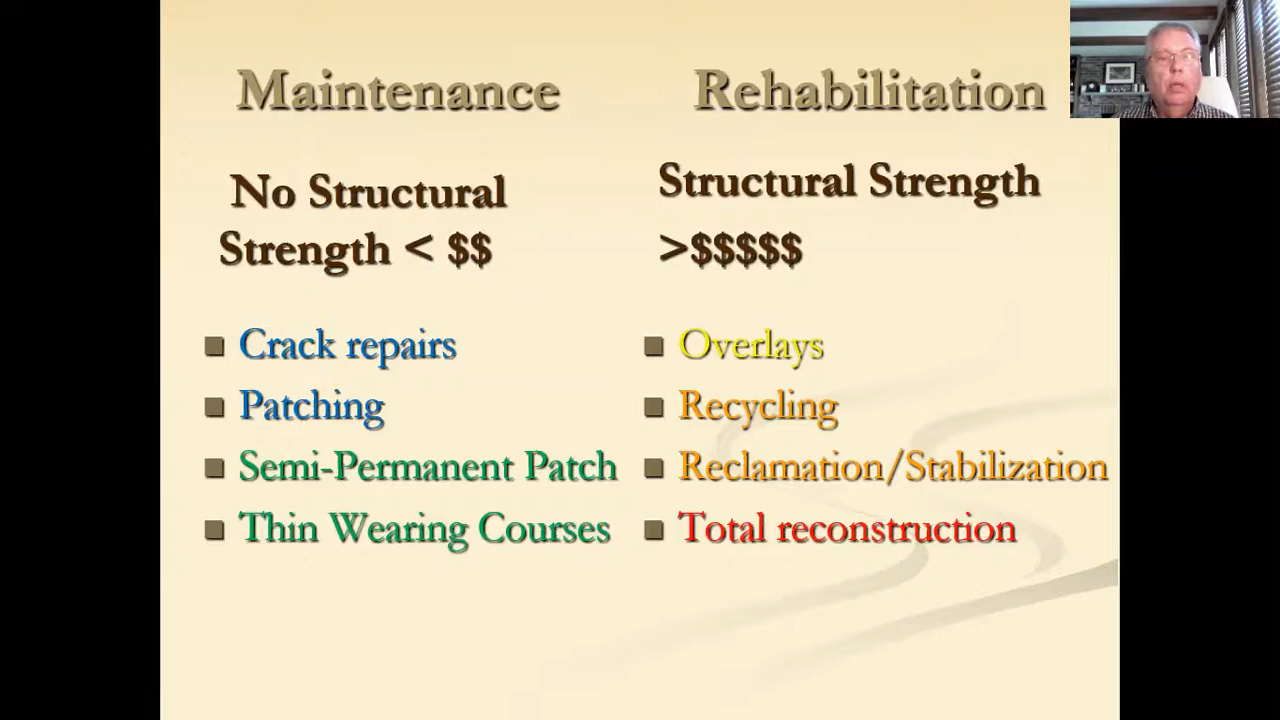 Maintenance
No Structural
Strength < $$
Crack repairs
Patching
Semi-Permanent Patch
Thin Wearing Courses
Rehabilitation
Structural Strength
>$$$$$
Overlays
Recycling
Reclamation/Stabilization
Total reconstruction